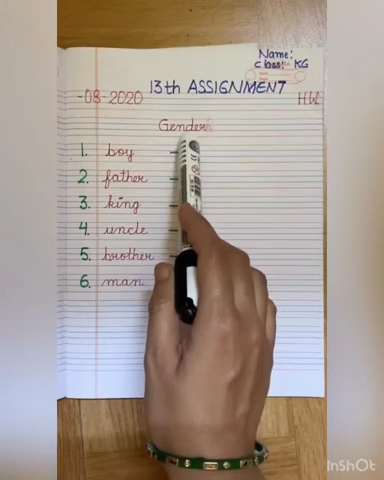 Name:
class: KG
13th ASSIGNMENT
-08-2020
HW
Gender
1. boy -
2. father -
3. king -
4. uncle -
5. brother -
6. man -
InShOt